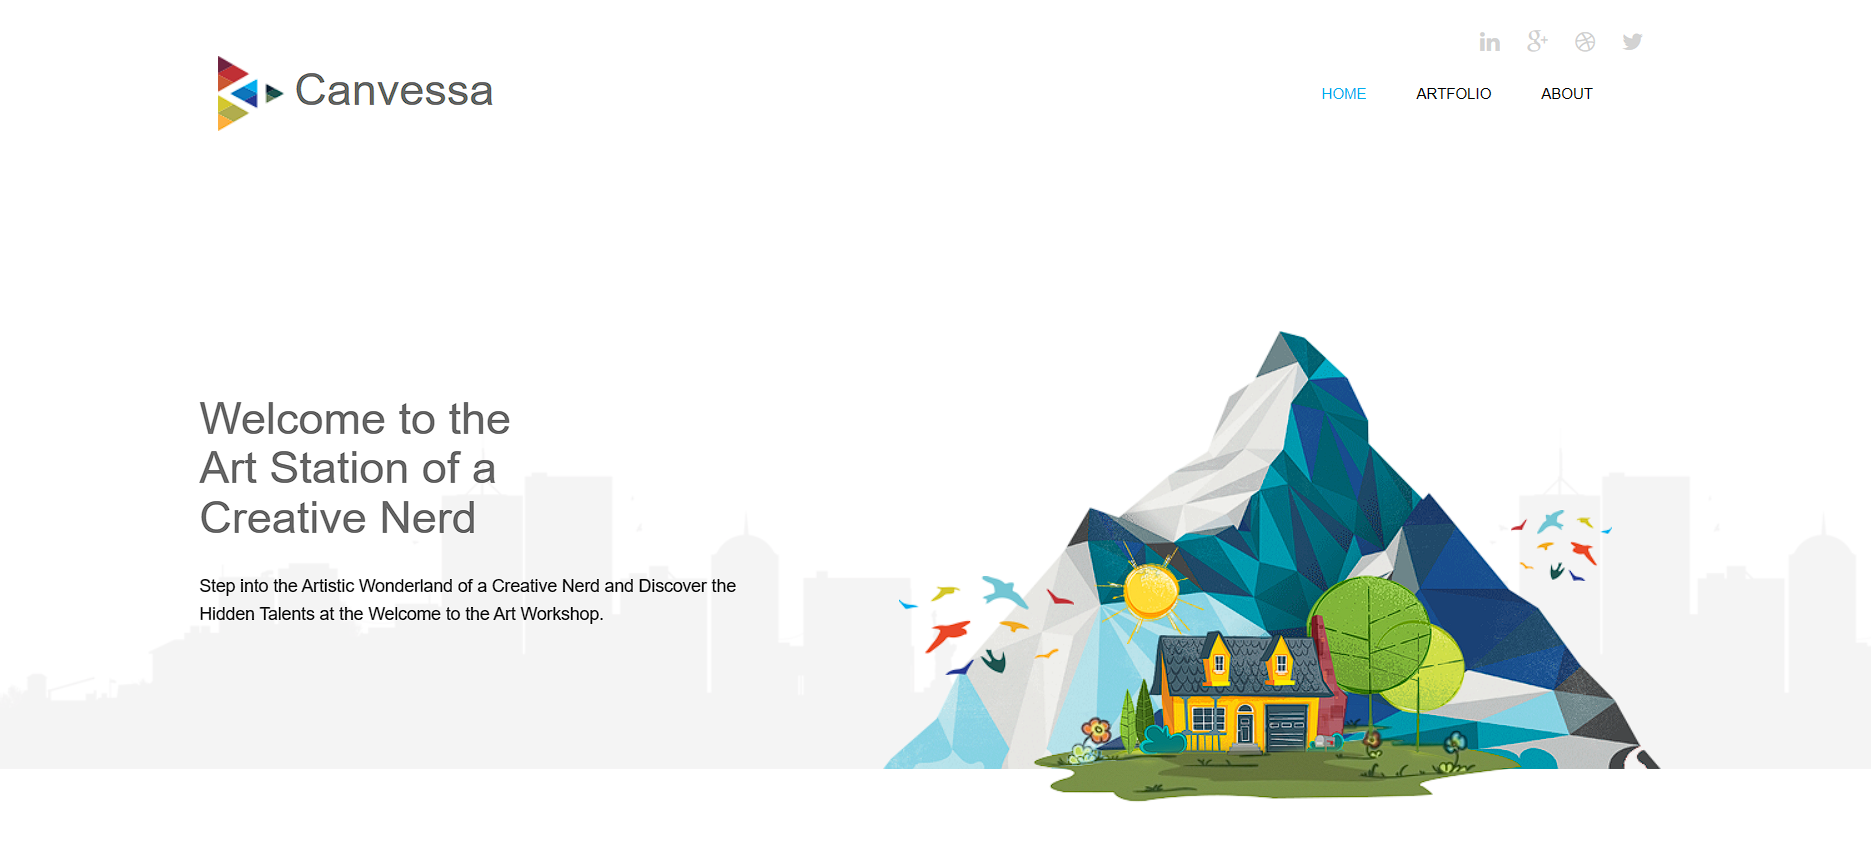 Canvessa
HOME ARTFOLIO ABOUT
Welcome to the
Art Station of a
Creative Nerd
Step into the Artistic Wonderland of a Creative Nerd and Discover the
Hidden Talents at the Welcome to the Art Workshop.